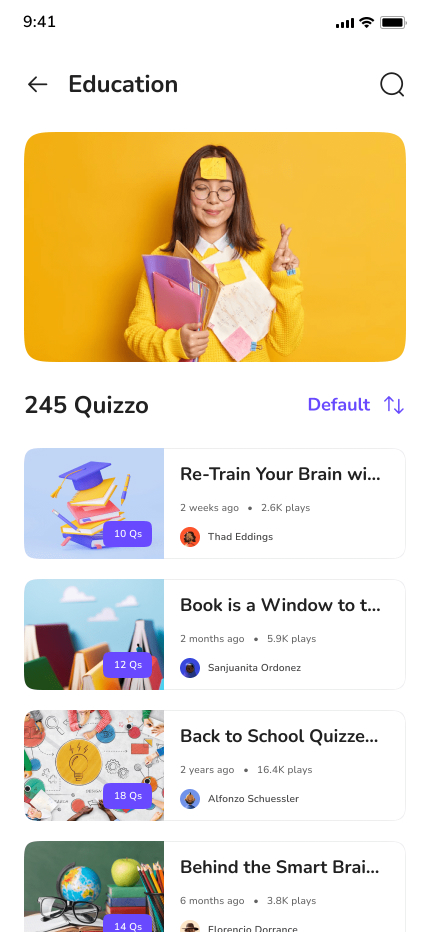 9:41
Education
245 Quizzo
Default
Re-Train Your Brain wi...
2 weeks ago • 2.6K plays
10 Qs
Thad Eddings
Book is a Window to t...
2 months ago • 5.9K plays
12 Qs
Sanjuanita Ordonez
Back to School Quizze...
2 years ago • 16.4K plays
18 Qs
Alfonzo Schuessler
Behind the Smart Brai...
6 months ago • 3.8K plays
14 Qs
Florencio Dorrance